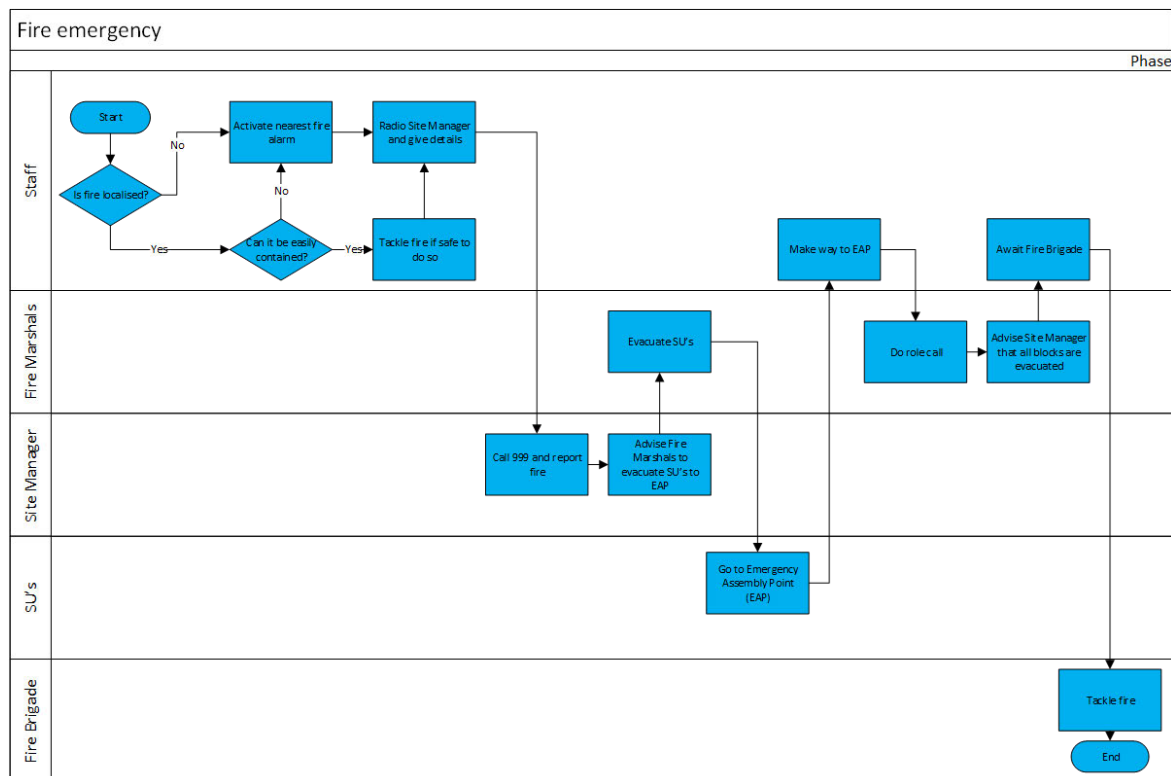 Fire emergency
Phase
Staff
Start
Activate nearest fire
alarm
Radio Site Manager
and give details
No
Is fire localised?
No
Yes
Can it be easily
contained?
Yes
Tackle fire if safe to
do so
Make way to EAP
Await Fire Brigade
Fire Marshals
Evacuate SU's
Do role call
Advise Site Manager
that all blocks are
evacuated
Site Manager
Call 999 and report
fire
Advise Fire
Marshals to
evacuate SU's to
EAP
SU's
Go to Emergency
Assembly Point
(EAP)
Fire Brigade
Tackle fire
End